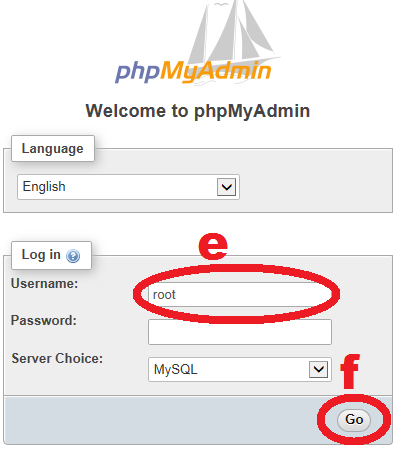 phpMyAdmin
Welcome to phpMyAdmin
Language
English
e
Log in
Username: root
Password:
Server Choice: MySQL
f
Go